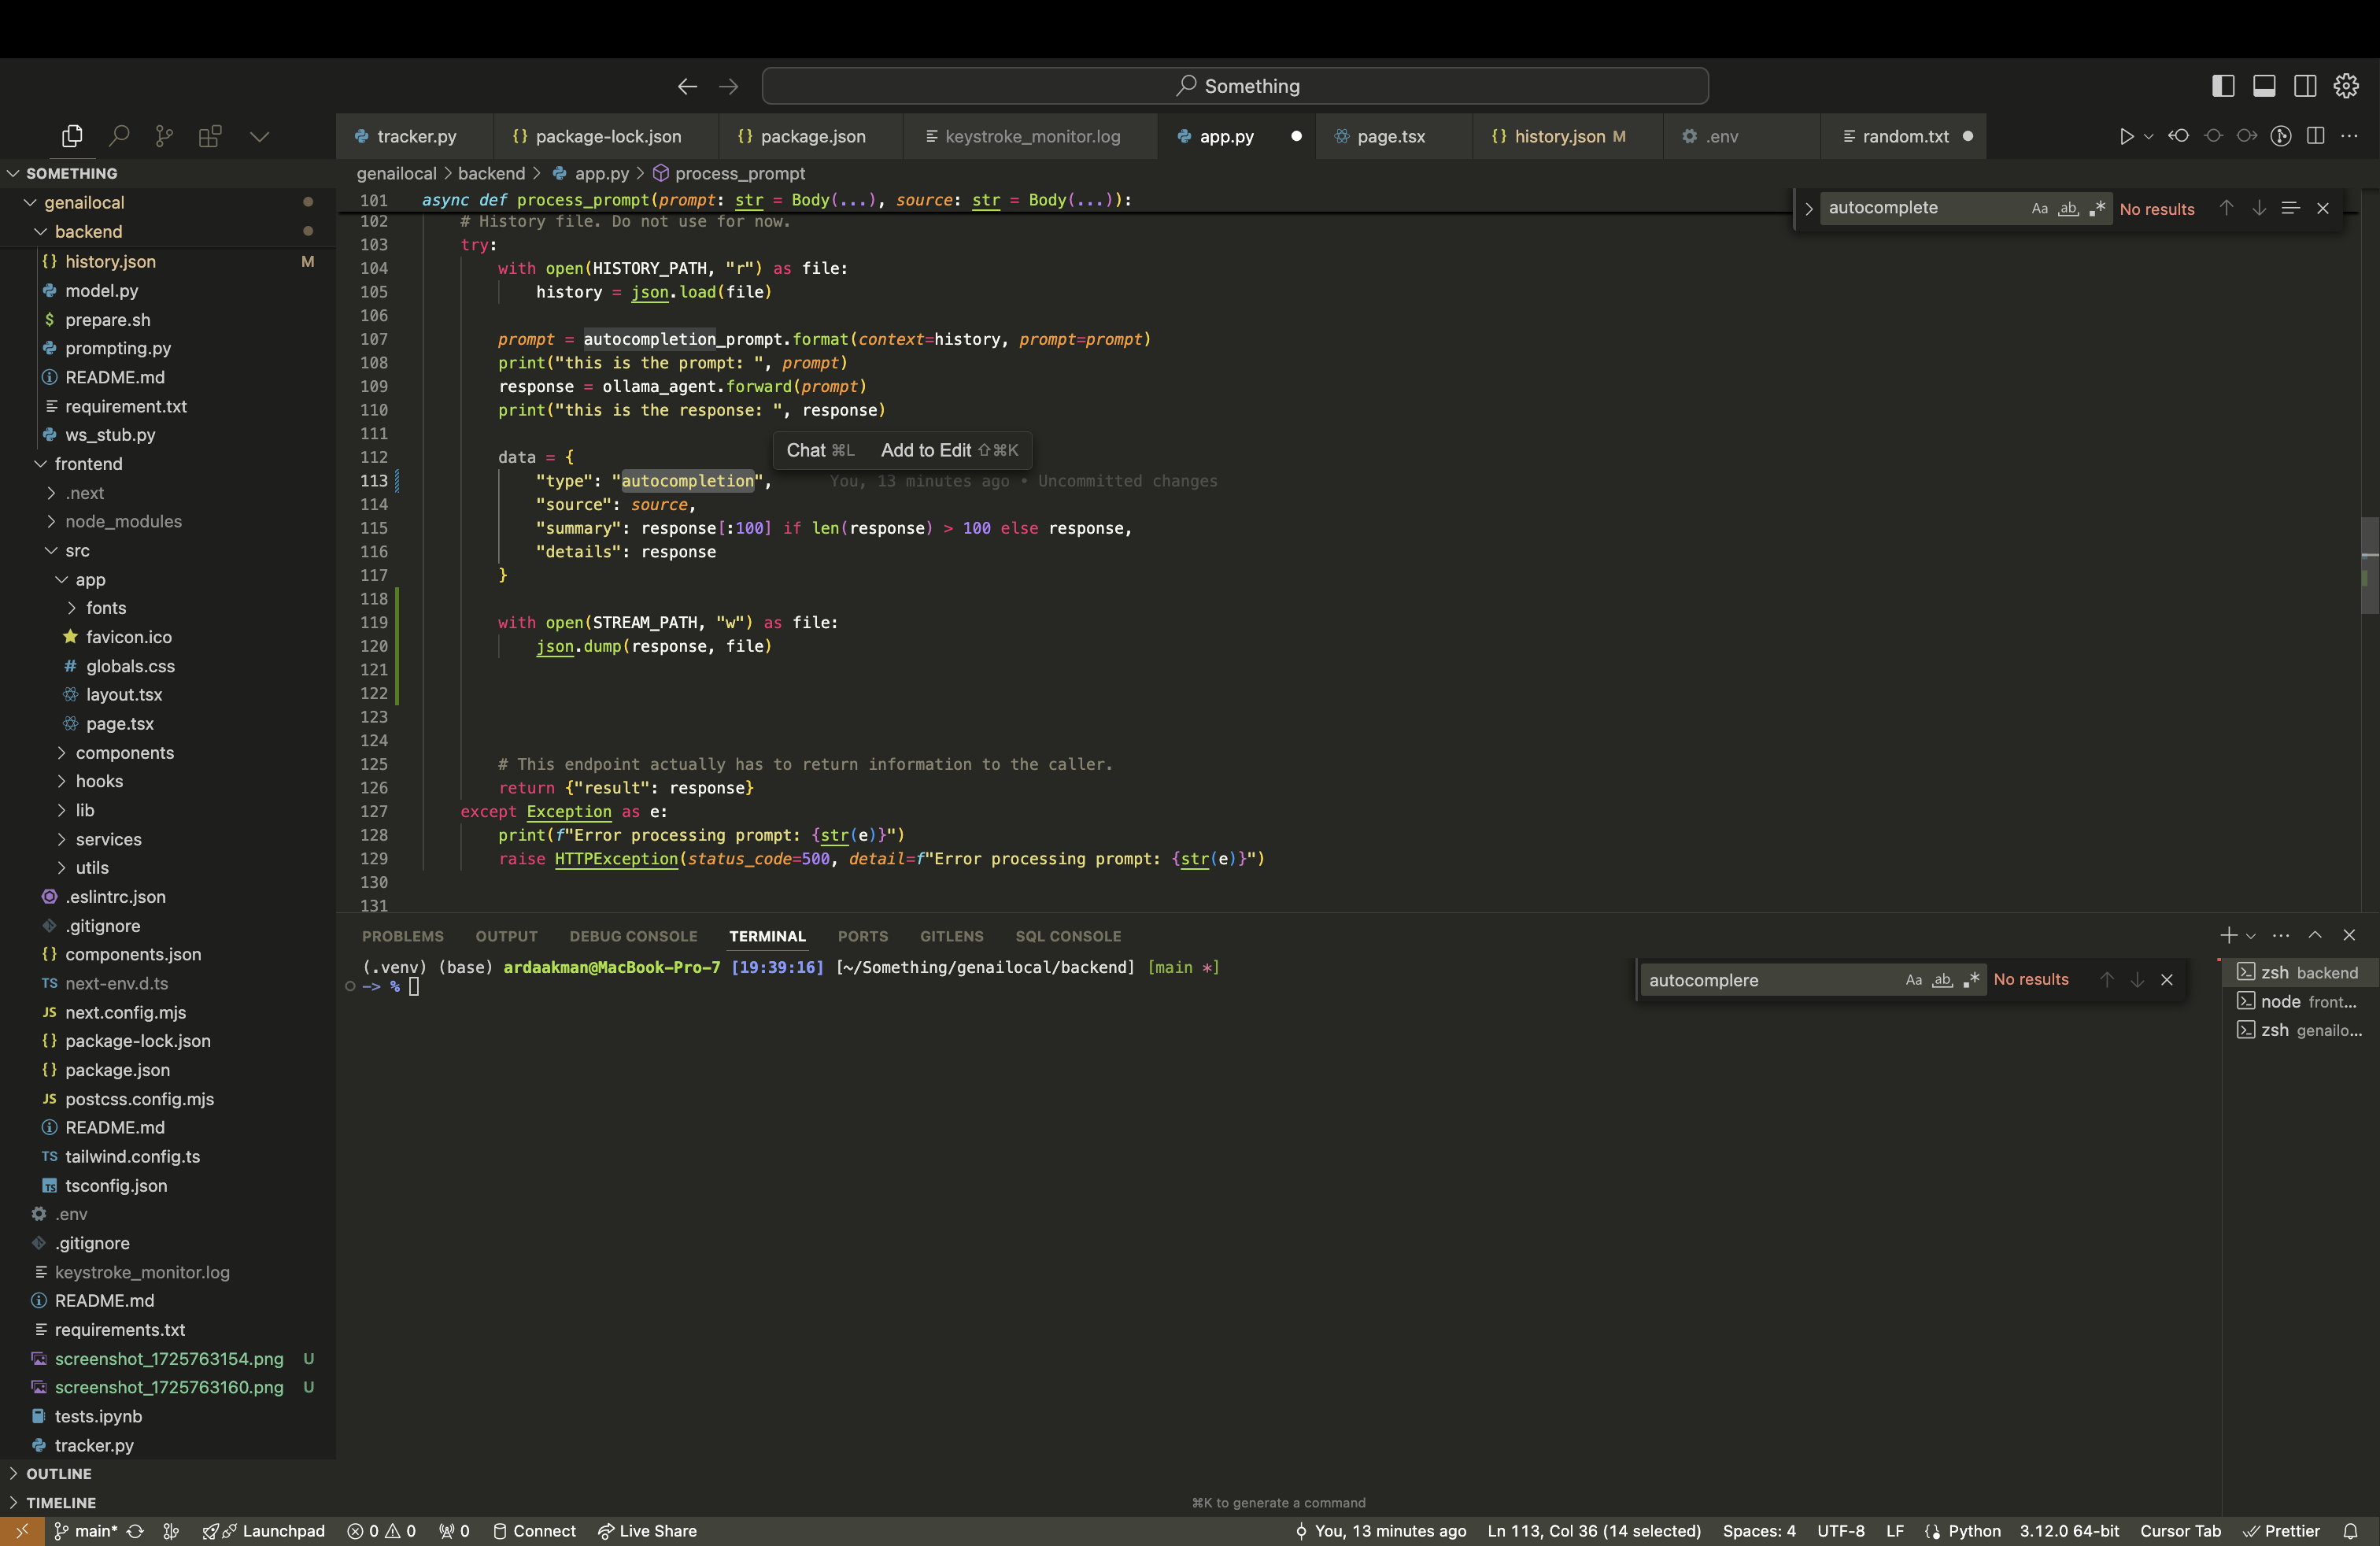 Something
tracker.py
package-lock.json
package.json
keystroke_monitor.log
app.py
page.tsx
history.json M
.env
random.txt
SOMETHING
genailocal
backend
history.json M
model.py
prepare.sh
prompting.py
README.md
requirement.txt
ws_stub.py
frontend
.next
node_modules
src
app
fonts
favicon.ico
globals.css
layout.tsx
page.tsx
components
hooks
lib
services
utils
.eslintrc.json
.gitignore
components.json
TS next-env.d.ts
JS next.config.mjs
package-lock.json
package.json
JS postcss.config.mjs
README.md
TS tailwind.config.ts
tsconfig.json
.env
.gitignore
keystroke_monitor.log
README.md
requirements.txt
screenshot_1725763154.png U
screenshot_1725763160.png U
tests.ipynb
tracker.py
OUTLINE
TIMELINE
genailocal > backend > app.py > process_prompt
101 async def process_prompt(prompt: str = Body(...), source: str = Body(...)):
102 # History file. Do not use for now.
103 try:
104 with open(HISTORY_PATH, "r") as file:
105 history = json.load(file)
106
107 prompt = autocompletion_prompt.format(context=history, prompt=prompt)
108 print("this is the prompt: ", prompt)
109 response = ollama_agent.forward(prompt)
110 print("this is the response: ", response)
111
Chat ⌘L Add to Edit ⇧⌘K
112 data = {
113 "type": "autocompletion", You, 13 minutes ago • Uncommitted changes
114 "source": source,
115 "summary": response[:100] if len(response) > 100 else response,
116 "details": response
117 }
118
119 with open(STREAM_PATH, "w") as file:
120 json.dump(response, file)
121
122
123
124
125 # This endpoint actually has to return information to the caller.
126 return {"result": response}
127 except Exception as e:
128 print(f"Error processing prompt: {str(e)}")
129 raise HTTPException(status_code=500, detail=f"Error processing prompt: {str(e)}")
130
131
autocomplete Aa ab .* No results
PROBLEMS OUTPUT DEBUG CONSOLE TERMINAL PORTS GITLENS SQL CONSOLE
(.venv) (base) ardaakman@MacBook-Pro-7 [19:39:16] [~/Something/genailocal/backend] [main *]
-> %
autocomplere Aa ab .* No results
zsh backend
node front...
zsh genailo...
⌘K to generate a command
main* Launchpad 0 0 0 Connect Live Share You, 13 minutes ago Ln 113, Col 36 (14 selected) Spaces: 4 UTF-8 LF Python 3.12.0 64-bit Cursor Tab Prettier